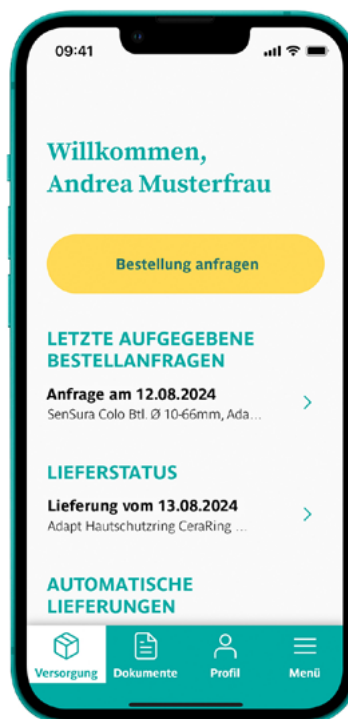 09:41
Willkommen,
Andrea Musterfrau
Bestellung anfragen
LETZTE AUFGEGEBENE
BESTELLANFRAGEN
Anfrage am 12.08.2024
SenSura Colo Btl. Ø 10-66mm, Ada...
LIEFERSTATUS
Lieferung vom 13.08.2024
Adapt Hautschutzring CeraRing ...
AUTOMATISCHE
LIEFERUNGEN
Versorgung Dokumente Profil Menü